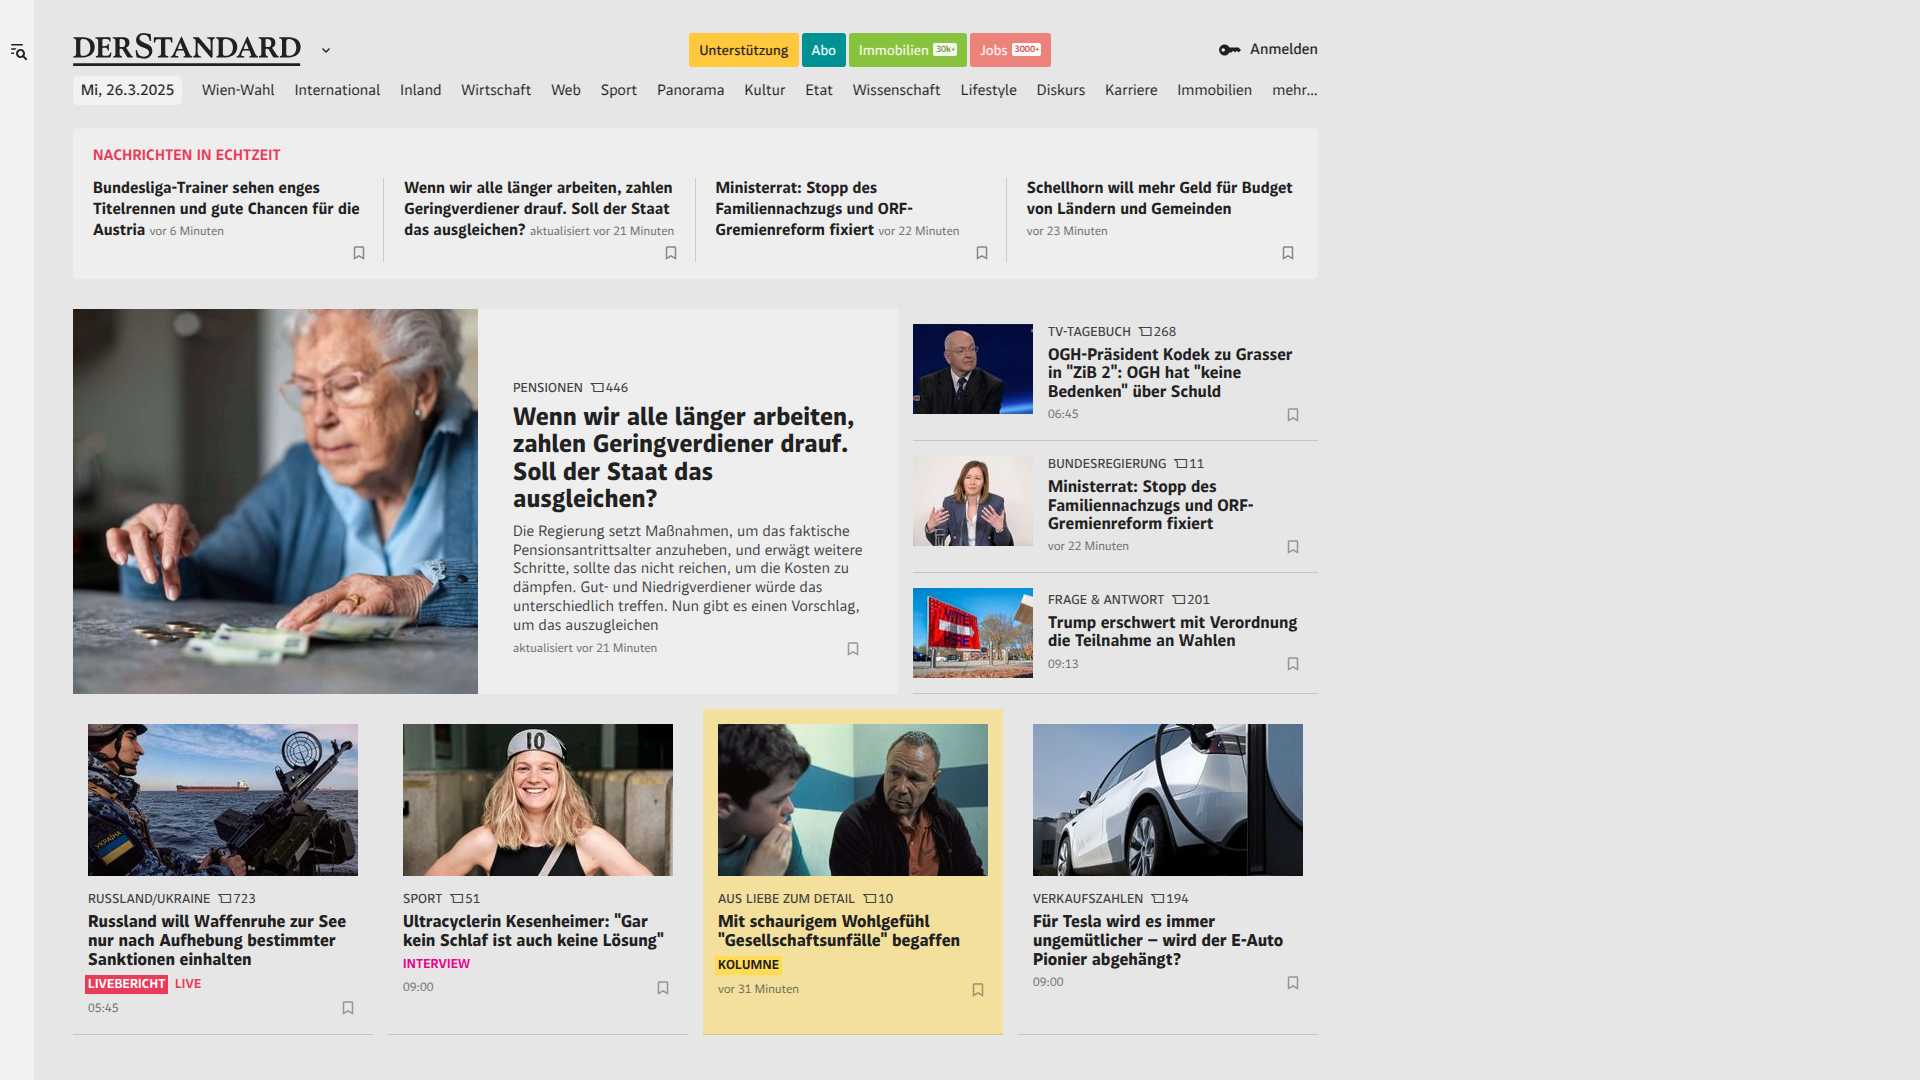 DERSTANDARD
Unterstützung
Abo
Immobilien 30k+
Jobs 3000+
Anmelden
Mi, 26.3.2025
Wien-Wahl
International
Inland
Wirtschaft
Web
Sport
Panorama
Kultur
Etat
Wissenschaft
Lifestyle
Diskurs
Karriere
Immobilien
mehr...
NACHRICHTEN IN ECHTZEIT
Bundesliga-Trainer sehen enges
Titelrennen und gute Chancen für die
Austria vor 6 Minuten
Wenn wir alle länger arbeiten, zahlen
Geringverdiener drauf. Soll der Staat
das ausgleichen? aktualisiert vor 21 Minuten
Ministerrat: Stopp des
Familiennachzugs und ORF-
Gremienreform fixiert vor 22 Minuten
Schellhorn will mehr Geld für Budget
von Ländern und Gemeinden
vor 23 Minuten
PENSIONEN 446
Wenn wir alle länger arbeiten,
zahlen Geringverdiener drauf.
Soll der Staat das
ausgleichen?
Die Regierung setzt Maßnahmen, um das faktische
Pensionsantrittsalter anzuheben, und erwägt weitere
Schritte, sollte das nicht reichen, um die Kosten zu
dämpfen. Gut- und Niedrigverdiener würde das
unterschiedlich treffen. Nun gibt es einen Vorschlag,
um das auszugleichen
aktualisiert vor 21 Minuten
TV-TAGEBUCH 268
OGH-Präsident Kodek zu Grasser
in "ZiB 2": OGH hat "keine
Bedenken" über Schuld
06:45
BUNDESREGIERUNG 11
Ministerrat: Stopp des
Familiennachzugs und ORF-
Gremienreform fixiert
vor 22 Minuten
VOTE
HERE
FRAGE & ANTWORT 201
Trump erschwert mit Verordnung
die Teilnahme an Wahlen
09:13
УКРАЇНА
RUSSLAND/UKRAINE 723
Russland will Waffenruhe zur See
nur nach Aufhebung bestimmter
Sanktionen einhalten
LIVEBERICHT LIVE
05:45
10
SPORT 51
Ultracyclerin Kesenheimer: "Gar
kein Schlaf ist auch keine Lösung"
INTERVIEW
09:00
AUS LIEBE ZUM DETAIL 10
Mit schaurigem Wohlgefühl
"Gesellschaftsunfälle" begaffen
KOLUMNE
vor 31 Minuten
VERKAUFSZAHLEN 194
Für Tesla wird es immer
ungemütlicher – wird der E-Auto
Pionier abgehängt?
09:00